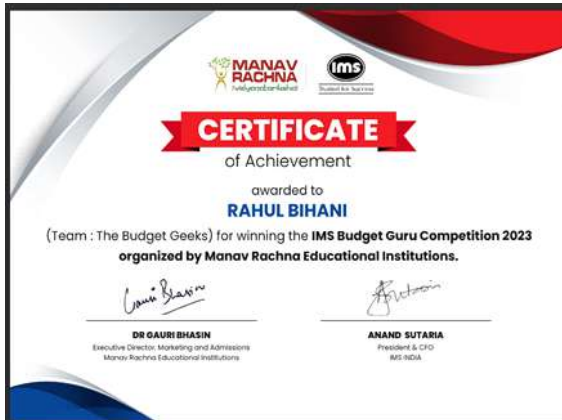 MANAV
RACHNA
ims
CERTIFICATE
of Achievement
awarded to
RAHUL BIHANI
(Team : The Budget Geeks) for winning the IMS Budget Guru Competition 2023
organized by Manav Rachna Educational Institutions.
Gauri Bhasin
DR GAURI BHASIN
Executive Director, Marketing and Admissions
Manav Rachna Educational Institutions
ANAND SUTARIA
President & CFO
IMS INDIA